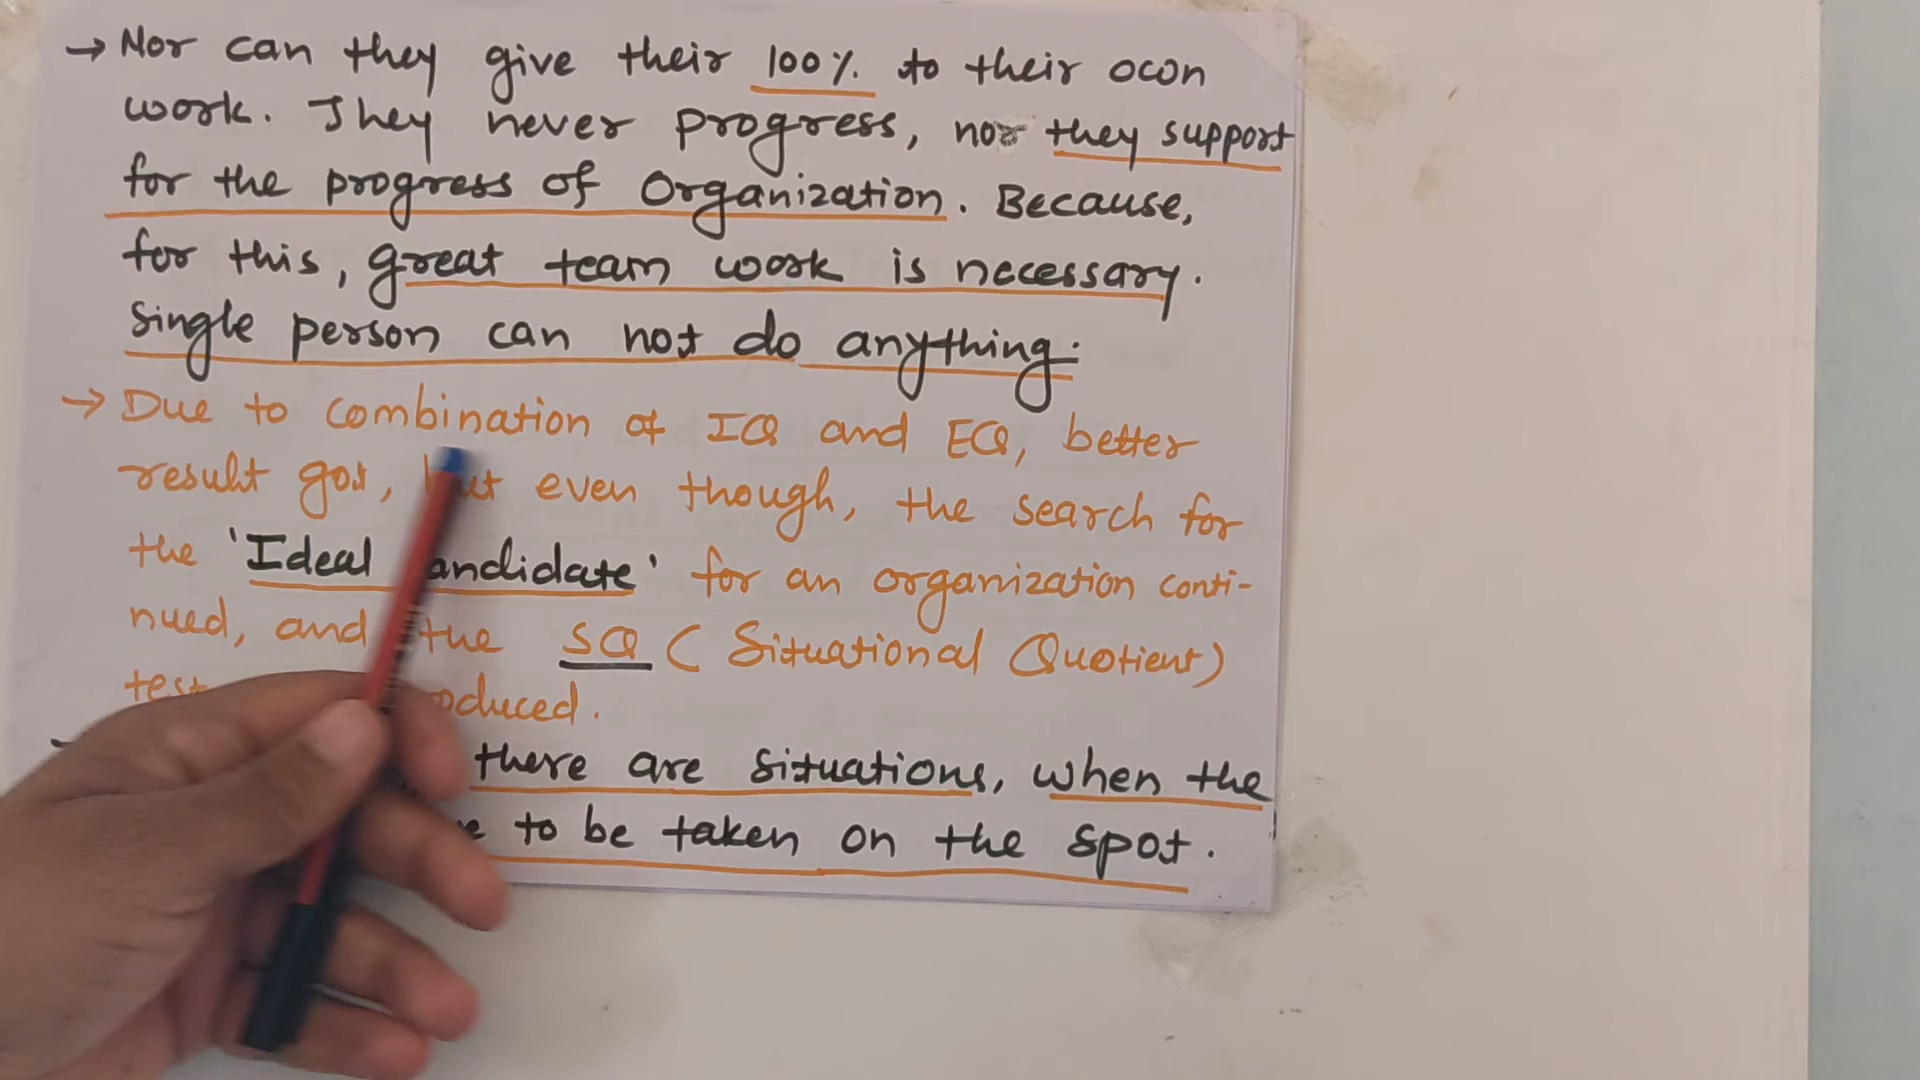 → Nor can they give their 100% to their own
work. They never progress, nor they support
for the progress of Organization. Because,
for this, great team work is necessary.
Single person can not do anything.
→ Due to combination of IQ and EQ, better
result got, but even though, the search for
the 'Ideal Candidate' for an organization conti-
nued, and the SQ (Situational Quotient)
test
there are situations, when the
to be taken on the spot.